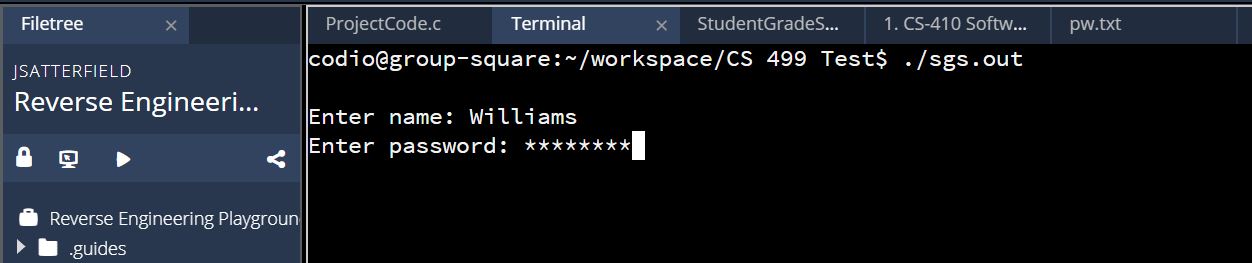 Filetree ×
JSATTERFIELD
Reverse Engineeri...
Reverse Engineering Playgroun
.guides
ProjectCode.c
Terminal ×
StudentGradeS...
1. CS-410 Softw...
pw.txt
codio@group-square:~/workspace/CS 499 Test$ ./sgs.out
Enter name: Williams
Enter password: ********